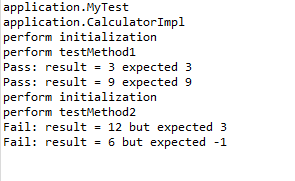 application.MyTest
application.CalculatorImpl
perform initialization
perform testMethod1
Pass: result = 3 expected 3
Pass: result = 9 expected 9
perform initialization
perform testMethod2
Fail: result = 12 but expected 3
Fail: result = 6 but expected -1